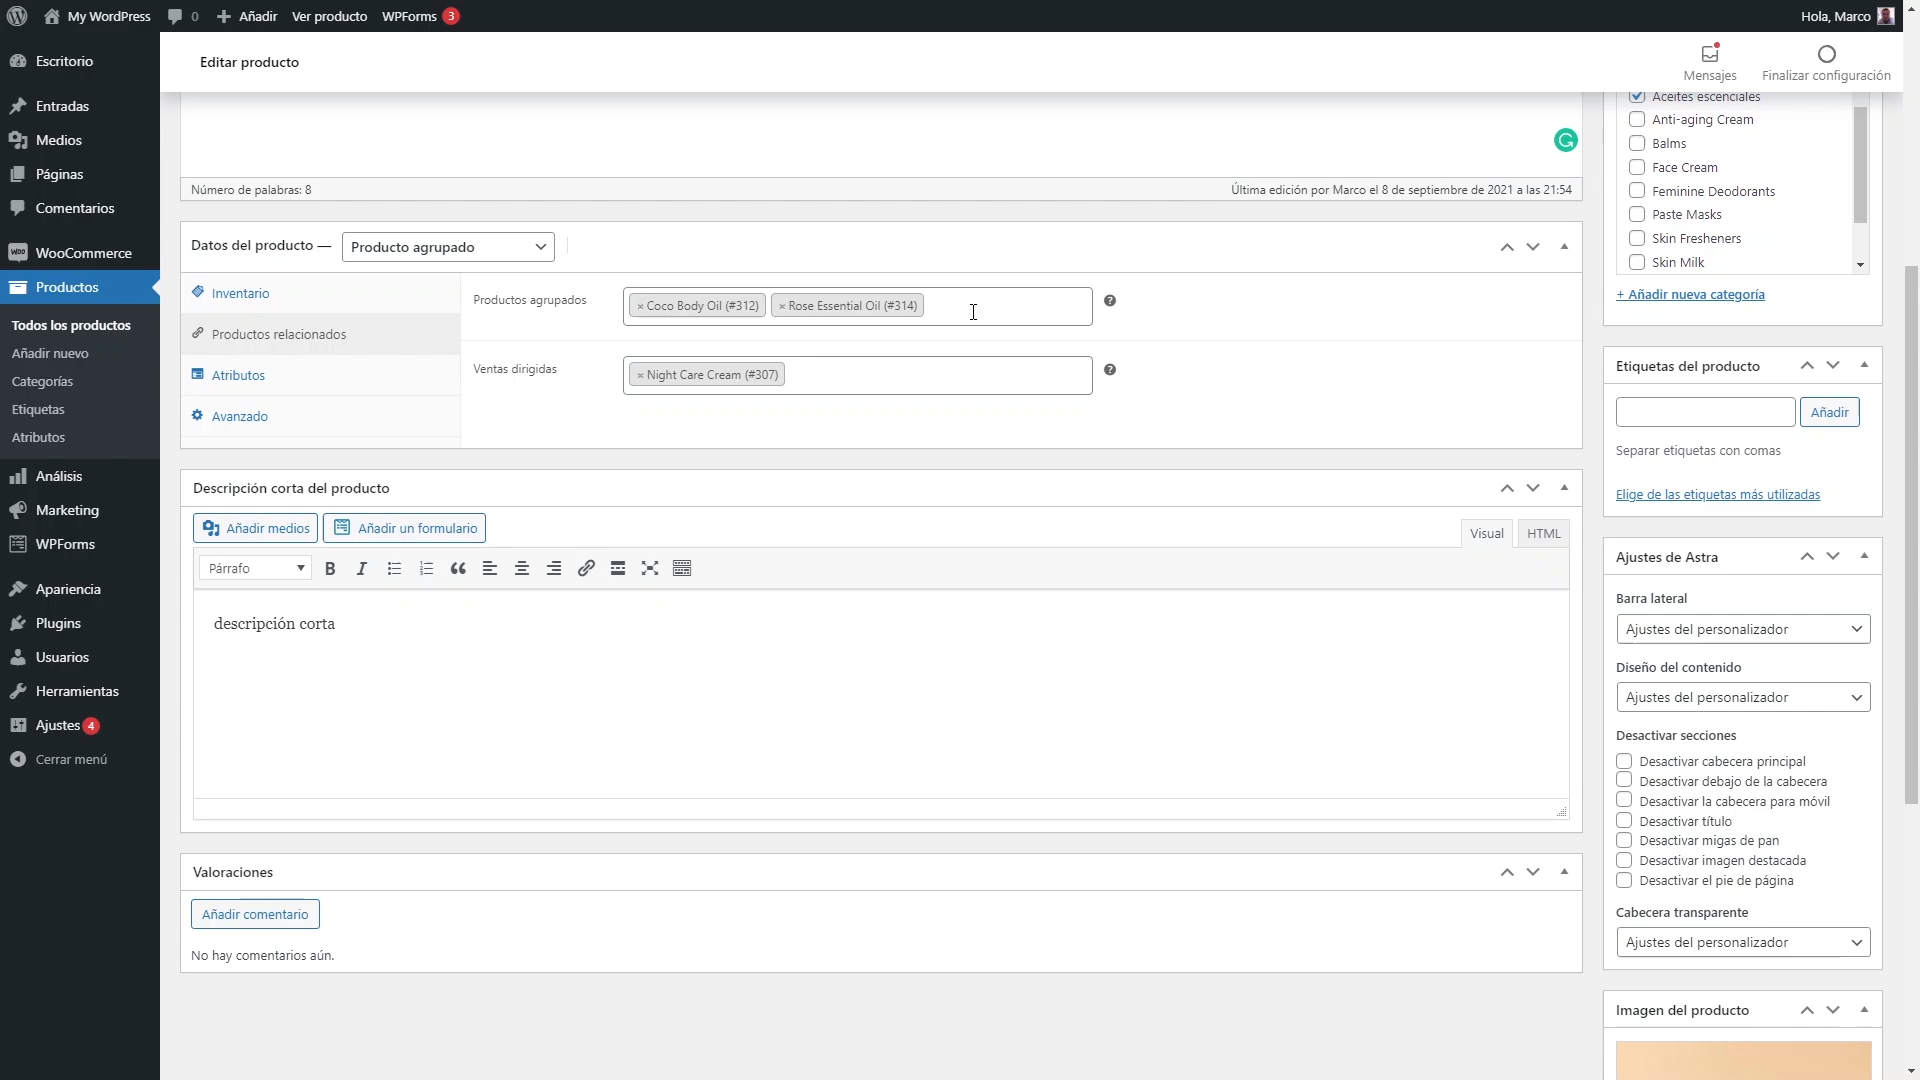 My WordPress 0 Añadir Ver producto WPForms 3 Hola, Marco
Escritorio
Entradas
Medios
Páginas
Comentarios
WooCommerce
Productos
Todos los productos
Añadir nuevo
Categorías
Etiquetas
Atributos
Análisis
Marketing
WPForms
Apariencia
Plugins
Usuarios
Herramientas
Ajustes 4
Cerrar menú
Editar producto
Mensajes
Finalizar configuración
Número de palabras: 8
Última edición por Marco el 8 de septiembre de 2021 a las 21:54
Datos del producto — Producto agrupado
Inventario
Productos relacionados
Atributos
Avanzado
Productos agrupados × Coco Body Oil (#312) × Rose Essential Oil (#314)
Ventas dirigidas × Night Care Cream (#307)
Descripción corta del producto
Añadir medios Añadir un formulario
Visual HTML
Párrafo B I
descripción corta
Valoraciones
Añadir comentario
No hay comentarios aún.
Aceites escenciales
Anti-aging Cream
Balms
Face Cream
Feminine Deodorants
Paste Masks
Skin Fresheners
Skin Milk
+ Añadir nueva categoría
Etiquetas del producto
Añadir
Separar etiquetas con comas
Elige de las etiquetas más utilizadas
Ajustes de Astra
Barra lateral
Ajustes del personalizador
Diseño del contenido
Ajustes del personalizador
Desactivar secciones
Desactivar cabecera principal
Desactivar debajo de la cabecera
Desactivar la cabecera para móvil
Desactivar título
Desactivar migas de pan
Desactivar imagen destacada
Desactivar el pie de página
Cabecera transparente
Ajustes del personalizador
Imagen del producto